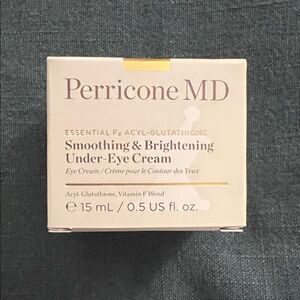 Perricone MD
ESSENTIAL Fx ACYL-GLUTATHIONE
Smoothing & Brightening
Under-Eye Cream
Eye Cream / Crème pour le Contour des Yeux
Acyl-Glutathione, Vitamin F Blend
℮ 15 mL / 0.5 US fl. oz.